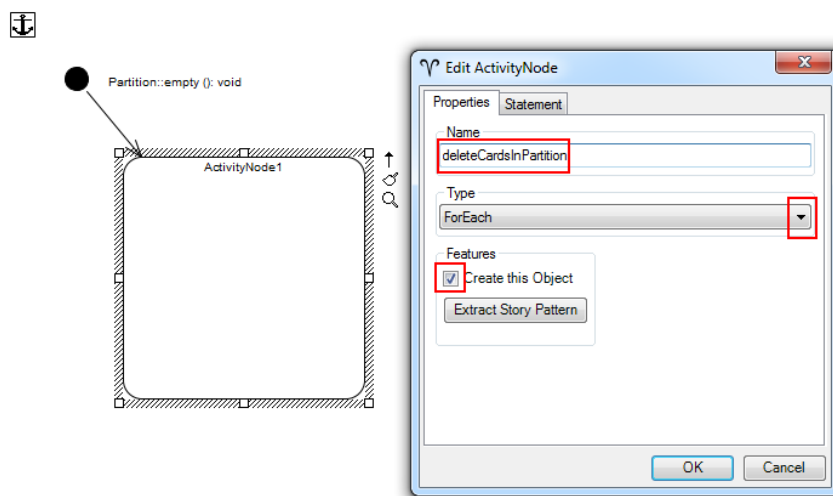 Partition::empty (): void
ActivityNode1
Edit ActivityNode
Properties Statement
Name
deleteCardsInPartition
Type
ForEach
Features
Create this Object
Extract Story Pattern
OK Cancel